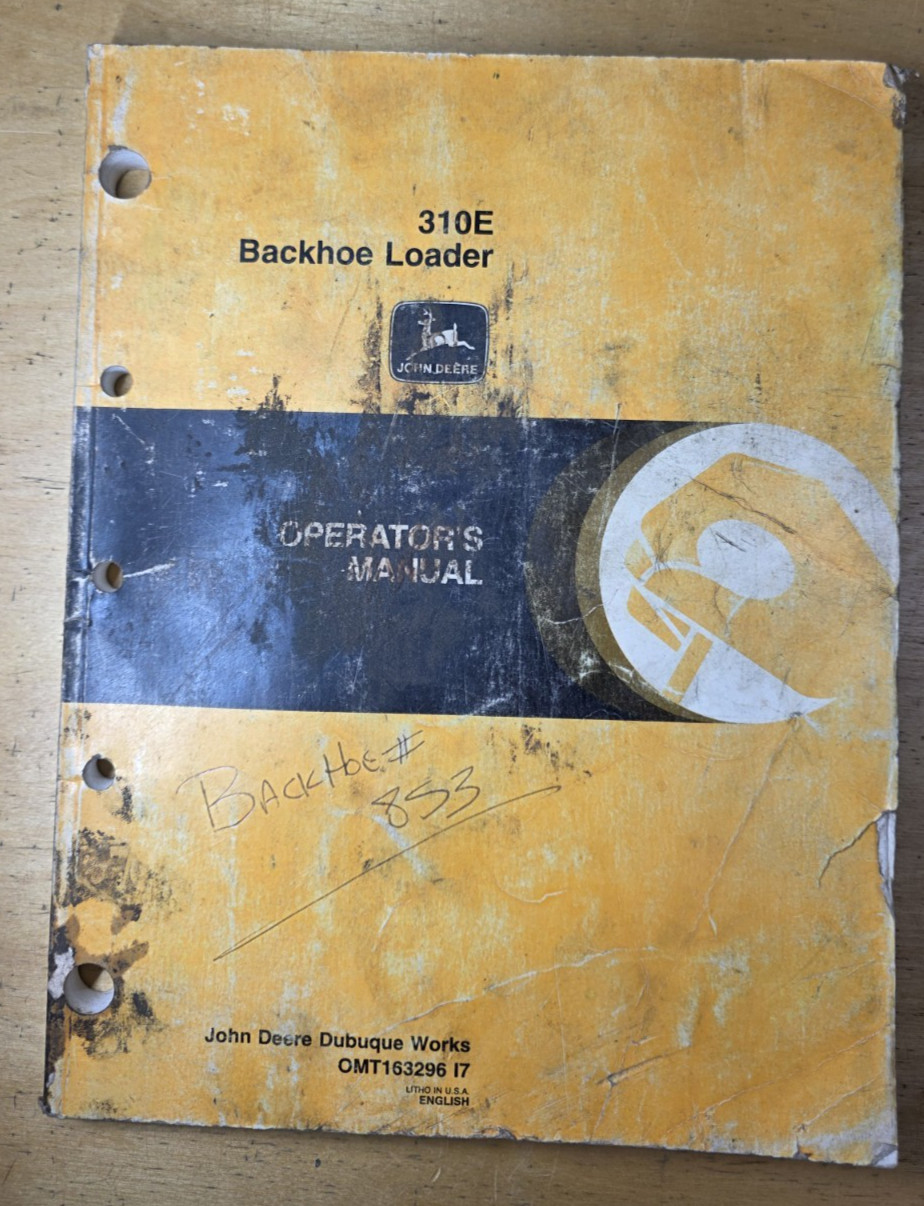 310E
Backhoe Loader
JOHN DEERE
OPERATOR'S
MANUAL
BACKHOE #
853
John Deere Dubuque Works
OMT163296 I7
LITHO IN U.S.A.
ENGLISH